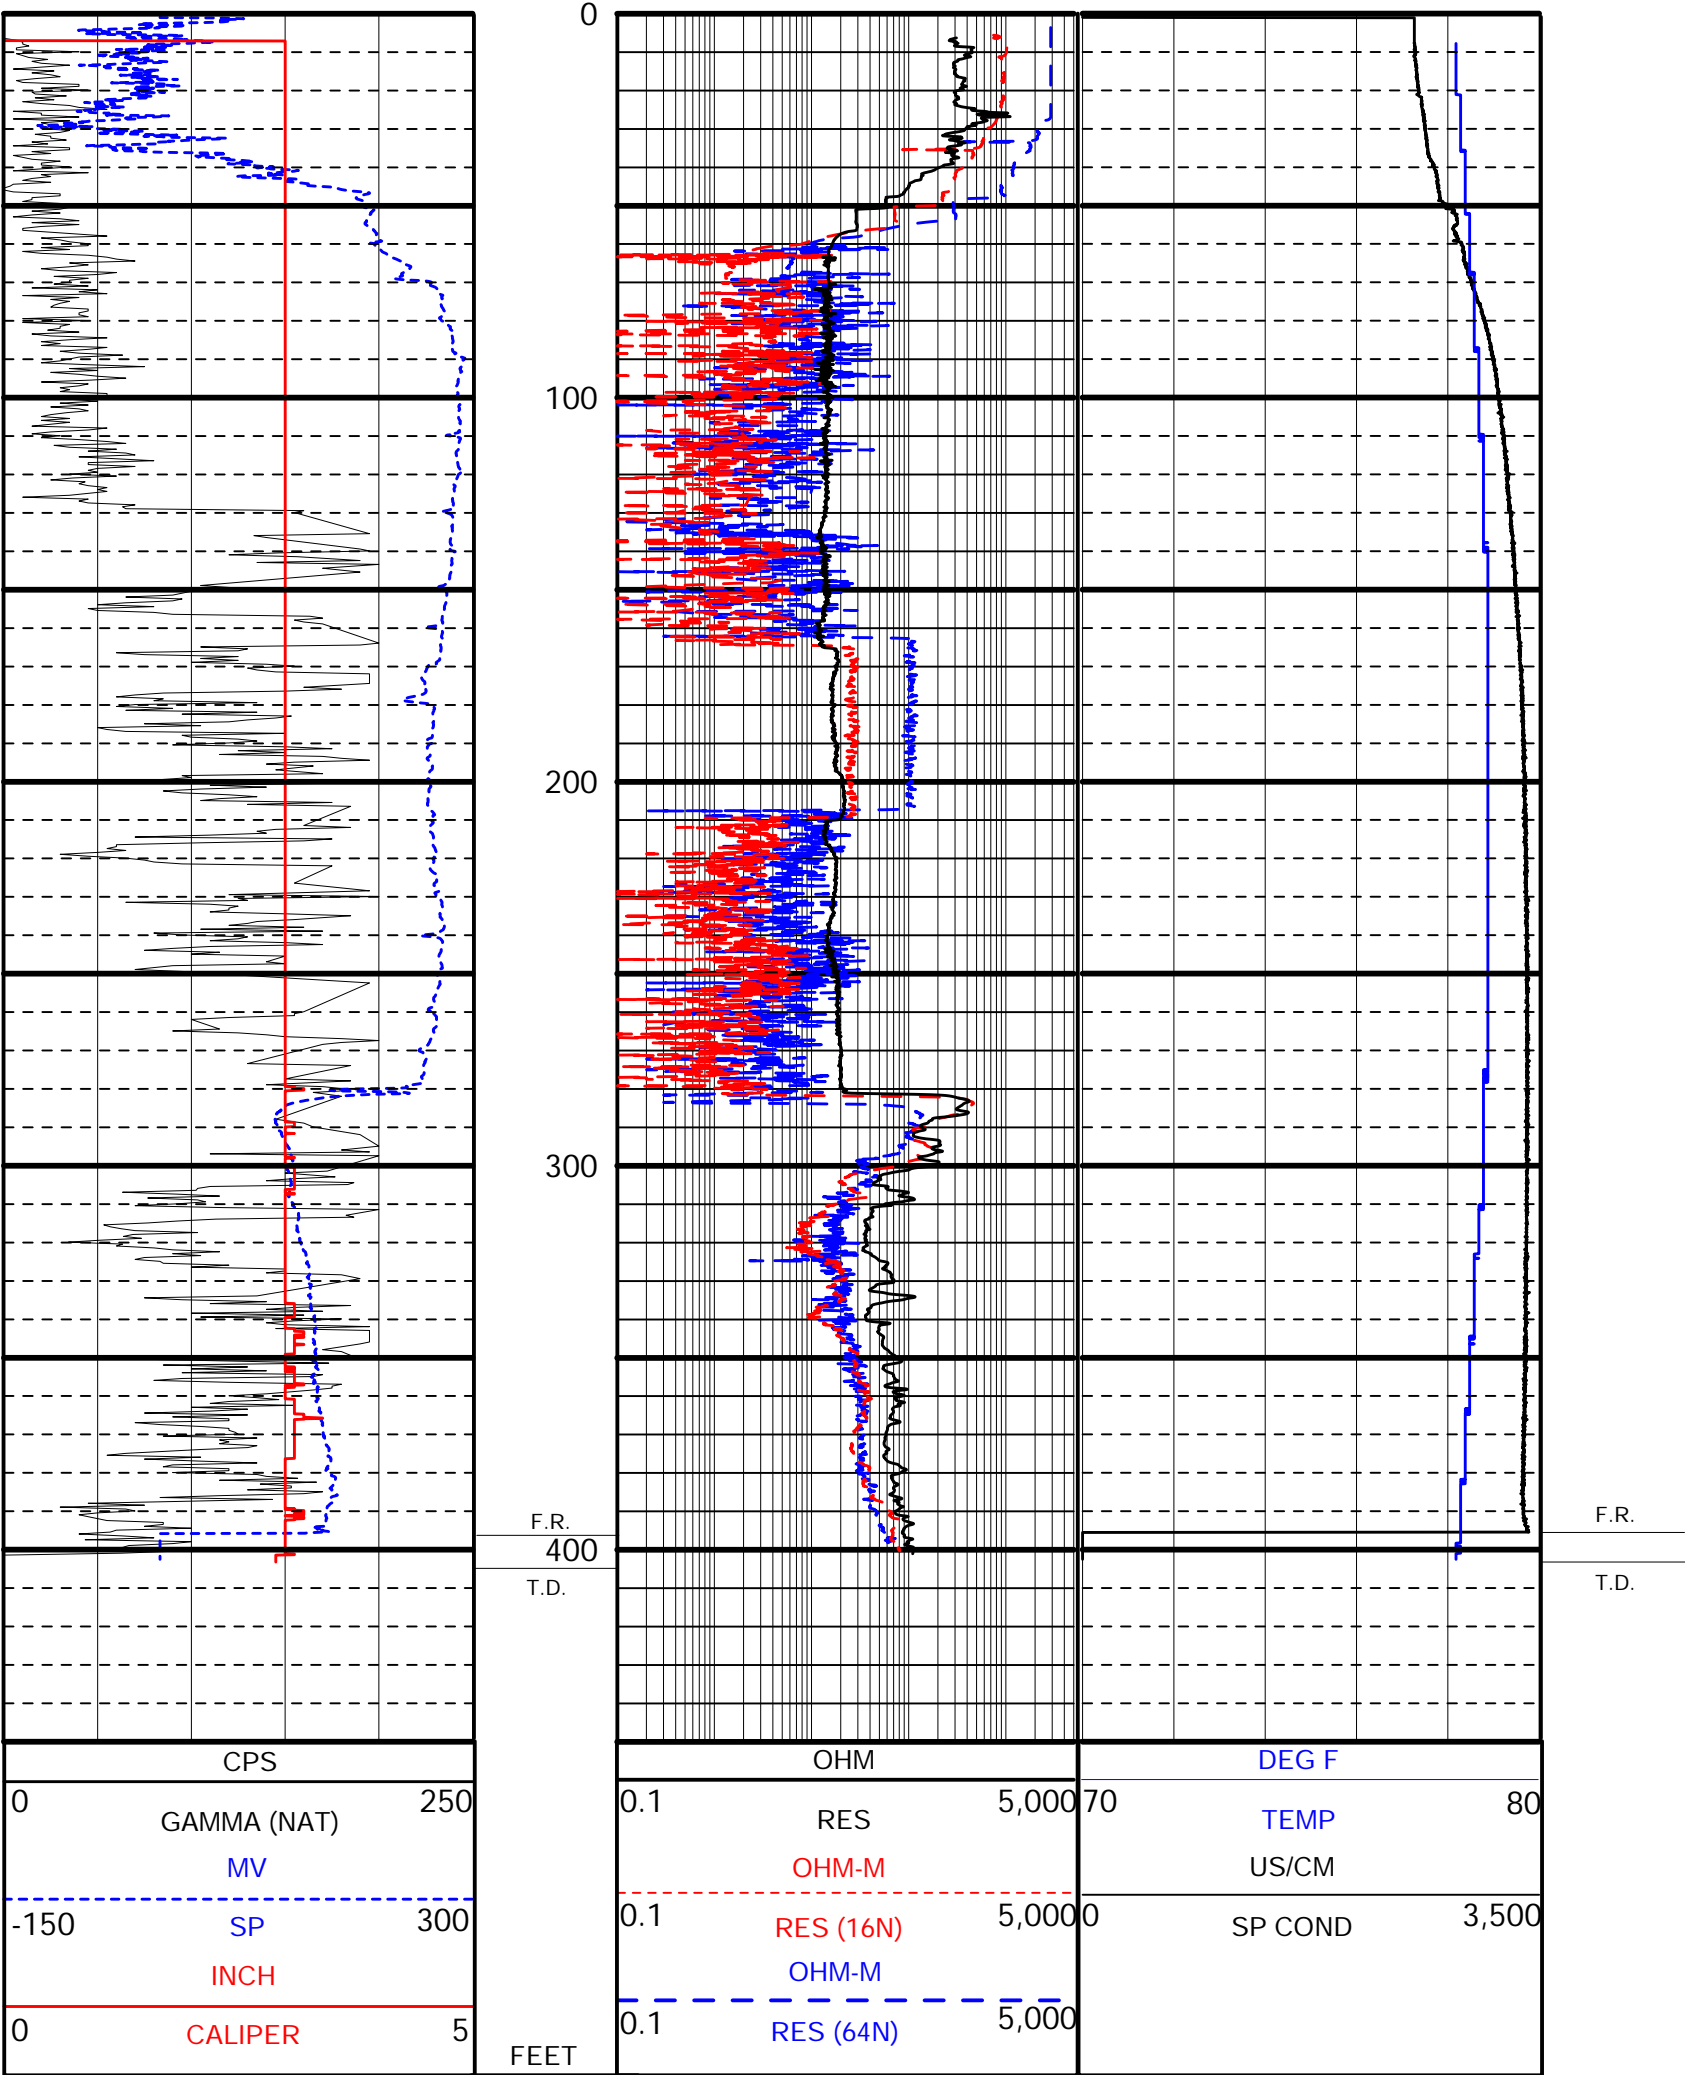 0
100
200
300
F.R.
F.R.
400
T.D.
T.D.
CPS
OHM
DEG F
0 250
0.1 5,000
70 80
GAMMA (NAT)
RES
TEMP
MV
OHM-M
US/CM
-150 SP 300
0.1 RES (16N) 5,000
0 SP COND 3,500
INCH
OHM-M
0 CALIPER 5
0.1 RES (64N) 5,000
FEET